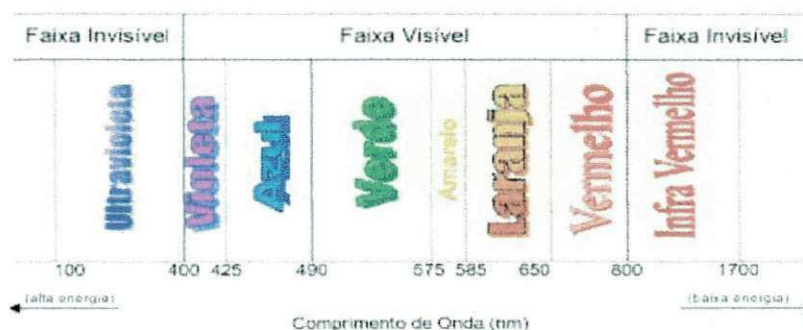 Faixa Invisível Faixa Visível Faixa Invisível
Ultravioleta Violeta Azul Verde Amarelo Laranja Vermelho Infra Vermelho
100 400 425 490 575 585 650 800 1700
(alta energia) (baixa energia)
Comprimento de Onda (nm)